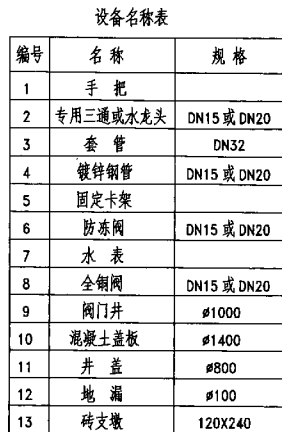 设备名称表
编号 名称 规格
1 手把
2 专用三通或水龙头 DN15或DN20
3 套管 DN32
4 镀锌钢管 DN15或DN20
5 固定卡架
6 防冻阀 DN15或DN20
7 水表
8 全铜阀 DN15或DN20
9 阀门井 ø1000
10 混凝土盖板 ø1400
11 井盖 ø800
12 地漏 ø100
13 砖支墩 120X240